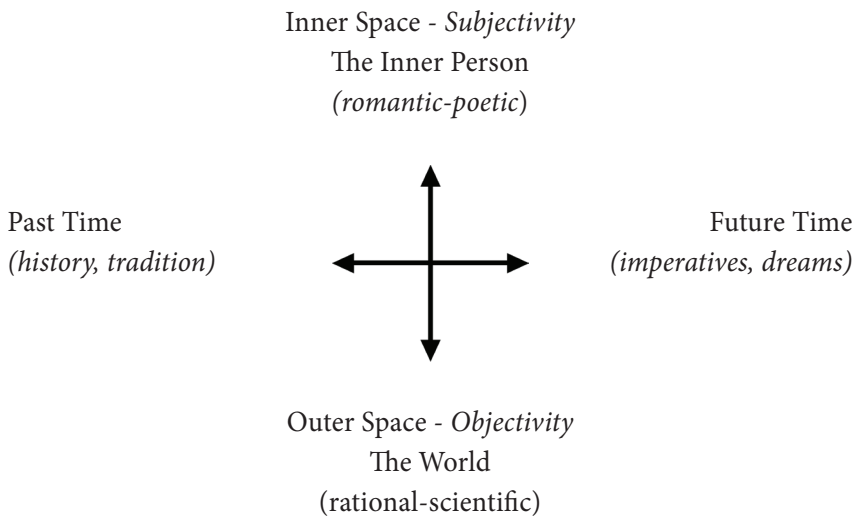 Inner Space - Subjectivity
The Inner Person
(romantic-poetic)
Past Time
(history, tradition)
Future Time
(imperatives, dreams)
Outer Space - Objectivity
The World
(rational-scientific)